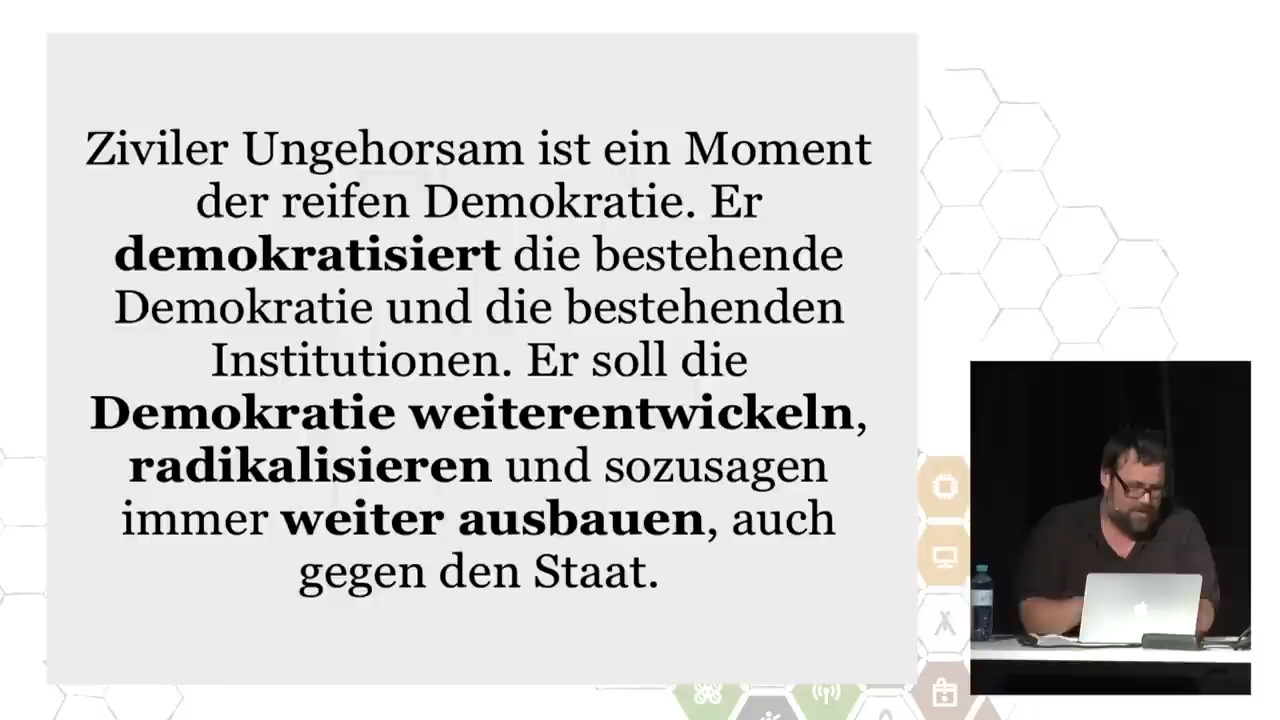 Ziviler Ungehorsam ist ein Moment
der reifen Demokratie. Er
demokratisiert die bestehende
Demokratie und die bestehenden
Institutionen. Er soll die
Demokratie weiterentwickeln,
radikalisieren und sozusagen
immer weiter ausbauen, auch
gegen den Staat.